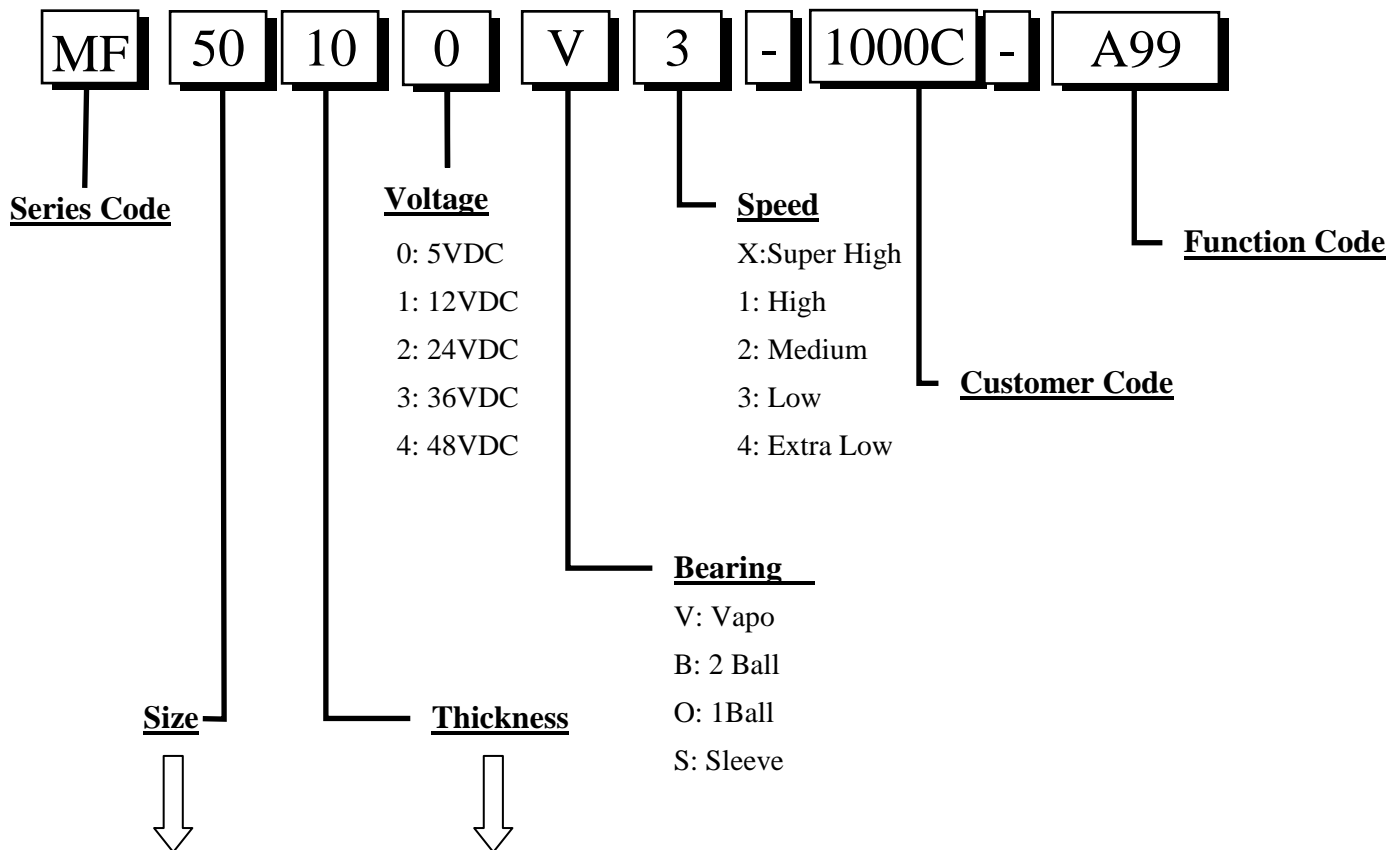 MF 50 10 0 V 3 - 1000C - A99
Series Code
Voltage
0: 5VDC
1: 12VDC
2: 24VDC
3: 36VDC
4: 48VDC
Speed
X:Super High
1: High
2: Medium
3: Low
4: Extra Low
Function Code
Customer Code
Bearing
V: Vapo
B: 2 Ball
O: 1Ball
S: Sleeve
Size
Thickness